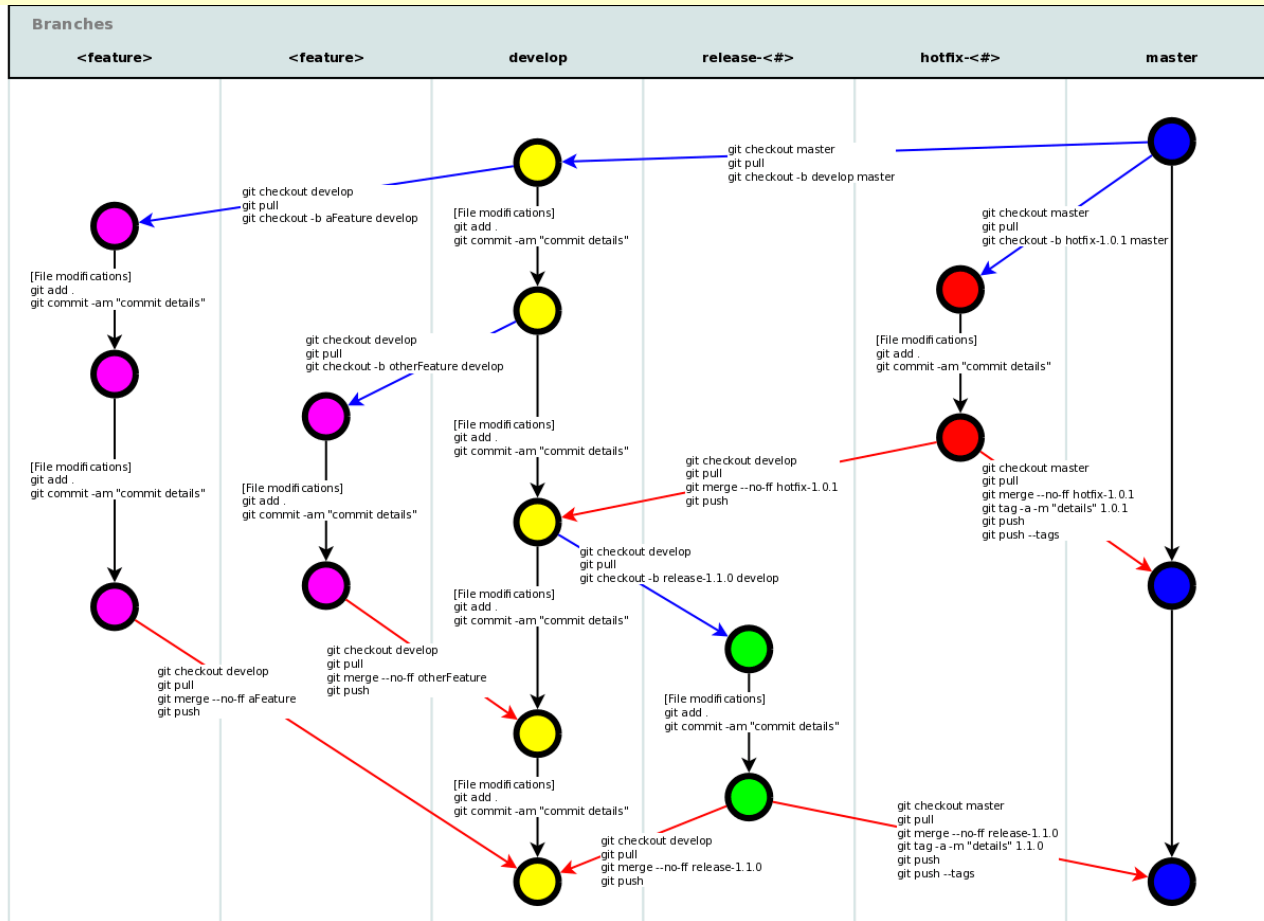 Branches
<feature>
<feature>
develop
release-<#>
hotfix-<#>
master
git checkout master
git pull
git checkout -b develop master
git checkout develop
git pull
git checkout -b aFeature develop
[File modifications]
git add .
git commit -am "commit details"
git checkout master
git pull
git checkout -b hotfix-1.0.1 master
[File modifications]
git add .
git commit -am "commit details"
git checkout develop
git pull
git checkout -b otherFeature develop
[File modifications]
git add .
git commit -am "commit details"
[File modifications]
git add .
git commit -am "commit details"
git checkout develop
git pull
git merge --no-ff hotfix-1.0.1
git push
git checkout master
git pull
git merge --no-ff hotfix-1.0.1
git tag -a -m "details" 1.0.1
git push
git push --tags
[File modifications]
git add .
git commit -am "commit details"
[File modifications]
git add .
git commit -am "commit details"
git checkout develop
git pull
git checkout -b release-1.1.0 develop
[File modifications]
git add .
git commit -am "commit details"
git checkout develop
git pull
git merge --no-ff otherFeature
git push
git checkout develop
git pull
git merge --no-ff aFeature
git push
[File modifications]
git add .
git commit -am "commit details"
[File modifications]
git add .
git commit -am "commit details"
git checkout develop
git pull
git merge --no-ff release-1.1.0
git push
git checkout master
git pull
git merge --no-ff release-1.1.0
git tag -a -m "details" 1.1.0
git push
git push --tags